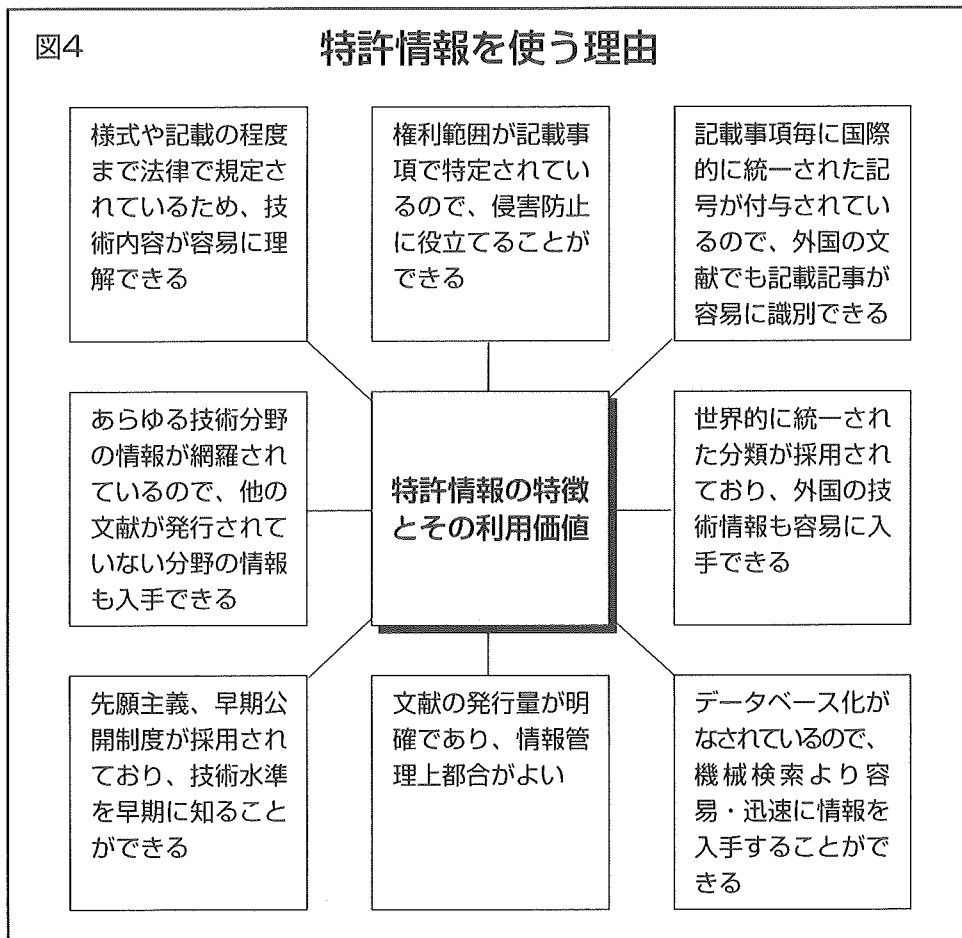 図4
特許情報を使う理由
様式や記載の程度
まで法律で規定さ
れているため、技
術内容が容易に理
解できる
権利範囲が記載事
項で特定されてい
るので、侵害防止
に役立てることが
できる
記載事項毎に国際
的に統一された記
号が付与されてい
るので、外国の文
献でも記載記事が
容易に識別できる
あらゆる技術分野
の情報が網羅され
ているので、他の
文献が発行されて
いない分野の情報
も入手できる
特許情報の特徴
とその利用価値
世界的に統一され
た分類が採用され
ており、外国の技
術情報も容易に入
手できる
先願主義、早期公
開制度が採用され
ており、技術水準
を早期に知ること
ができる
文献の発行量が明
確であり、情報管
理上都合がよい
データベース化が
なされているので、
機械検索より容
易・迅速に情報を
入手することがで
きる